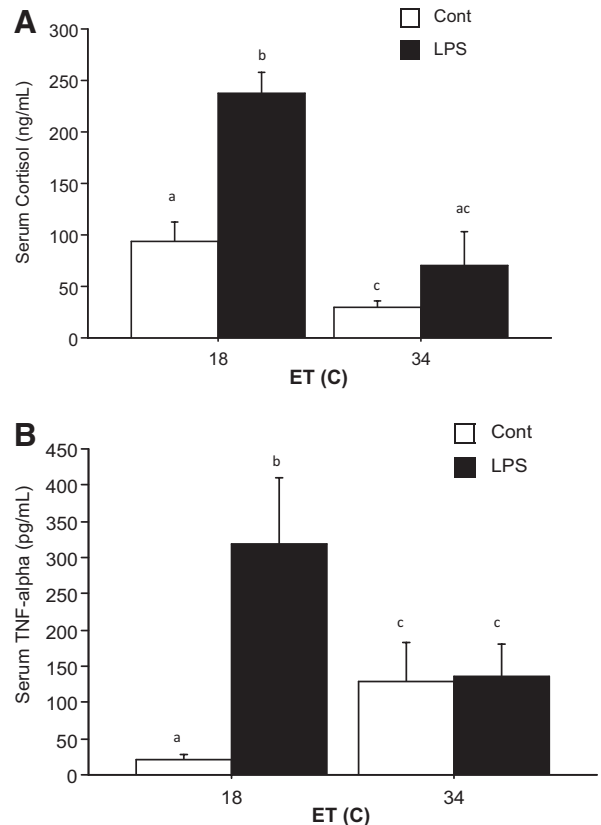 A
Cont
LPS
Serum Cortisol (ng/mL)
300
250
200
150
100
50
0
a
b
c
ac
18
34
ET (C)
B
Cont
LPS
Serum TNF-alpha (pg/mL)
450
400
350
300
250
200
150
100
50
0
a
b
c
c
18
34
ET (C)